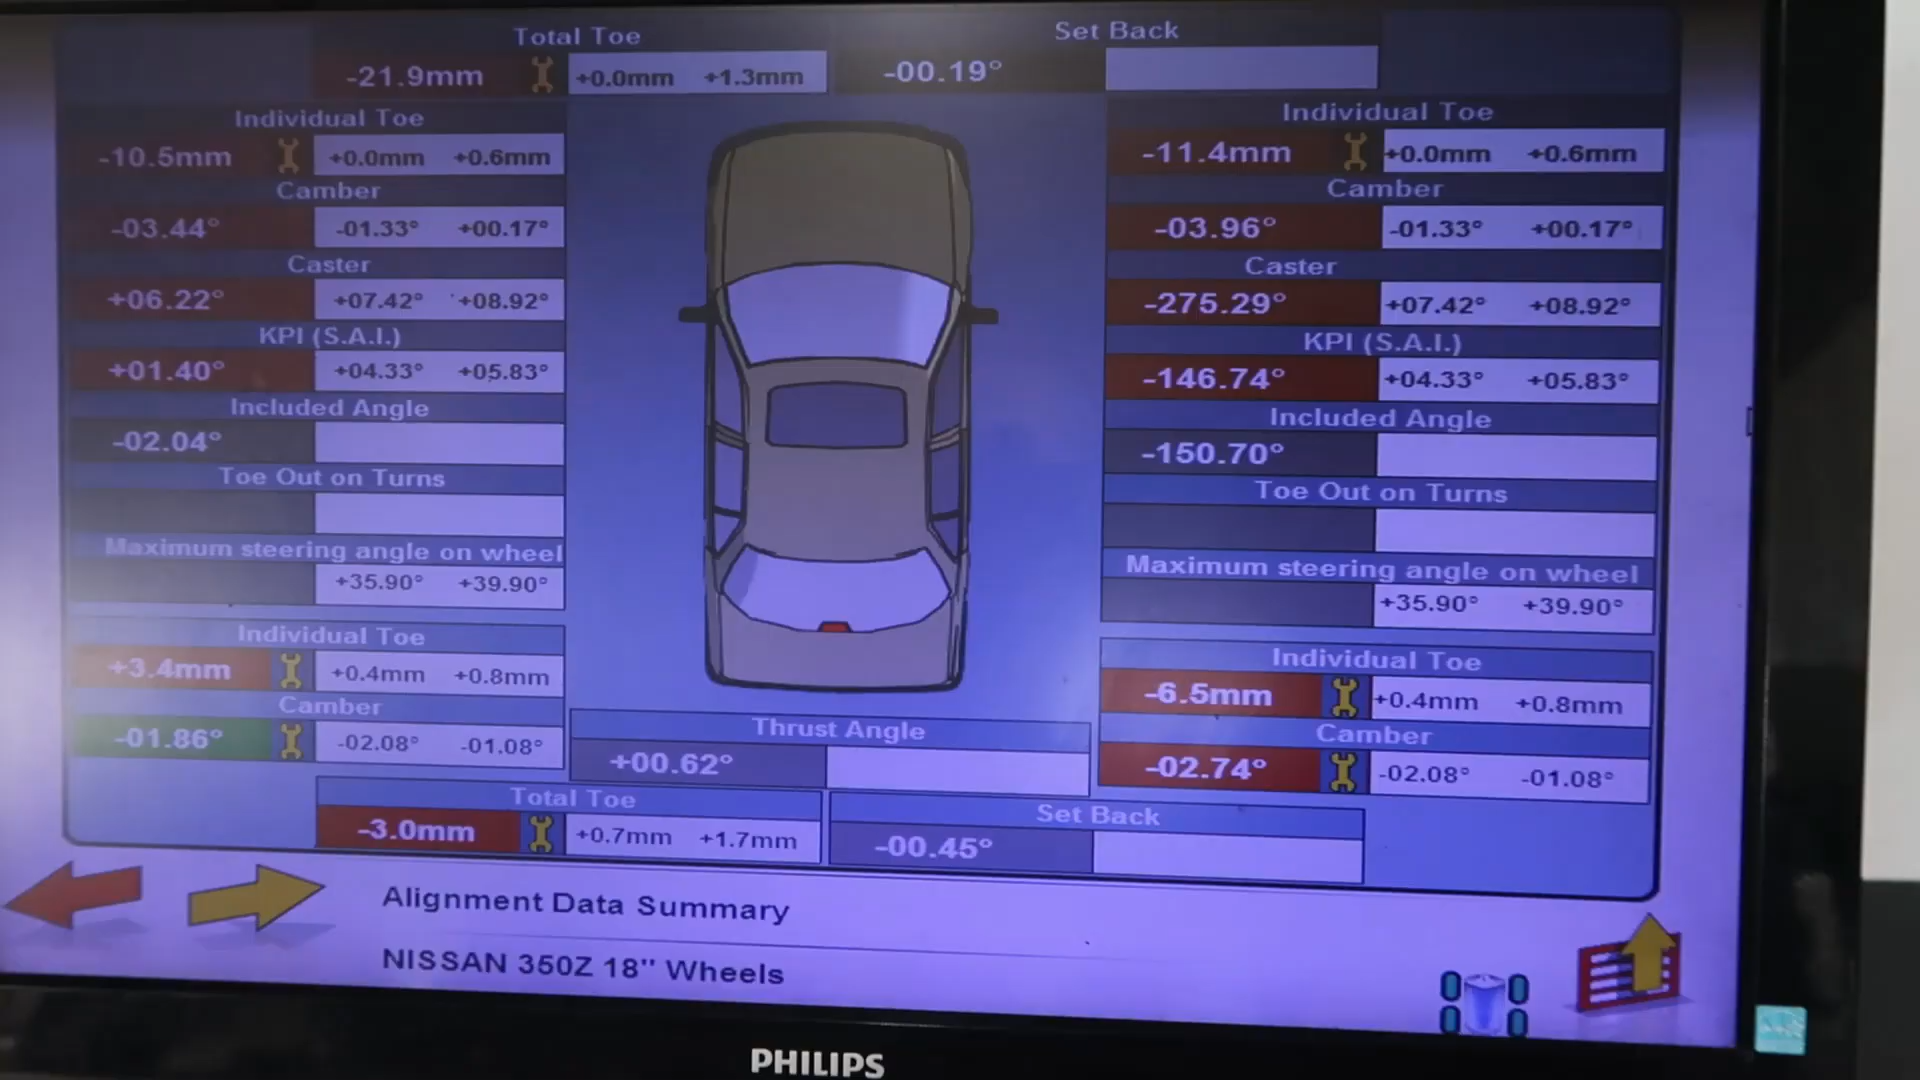 Total Toe Set Back
-21.9mm +0.0mm +1.3mm -00.19°
Individual Toe Individual Toe
-10.5mm +0.0mm +0.6mm -11.4mm +0.0mm +0.6mm
Camber Camber
-03.44° -01.33° +00.17° -03.96° -01.33° +00.17°
Caster Caster
+06.22° +07.42° +08.92° -275.29° +07.42° +08.92°
KPI (S.A.I.) KPI (S.A.I.)
+01.40° +04.33° +05.83° -146.74° +04.33° +05.83°
Included Angle Included Angle
-02.04° -150.70°
Toe Out on Turns Toe Out on Turns
Maximum steering angle on wheel Maximum steering angle on wheel
+35.90° +39.90° +35.90° +39.90°
Individual Toe Individual Toe
+3.4mm +0.4mm +0.8mm -6.5mm +0.4mm +0.8mm
Camber Thrust Angle Camber
-01.86° -02.08° -01.08° +00.62° -02.74° -02.08° -01.08°
Total Toe Set Back
-3.0mm +0.7mm +1.7mm -00.45°
Alignment Data Summary
NISSAN 350Z 18" Wheels
PHILIPS